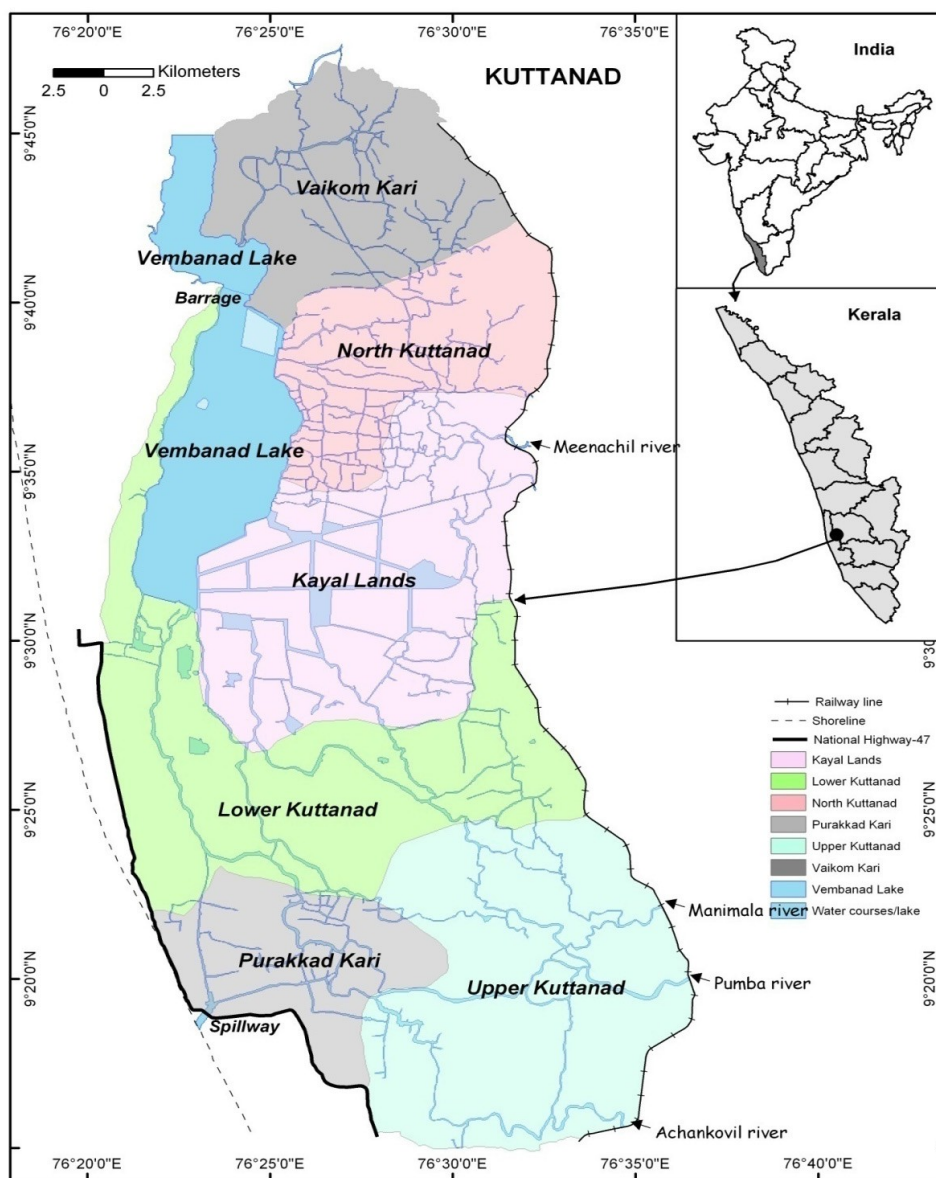 76°20'0"E
76°25'0"E
76°30'0"E
76°35'0"E
Kilometers
2.5 0 2.5
KUTTANAD
India
9°45'0"N
Vaikom Kari
Vembanad Lake
Barrage
9°40'0"N
North Kuttanad
Kerala
Vembanad Lake
Meenachil river
9°35'0"N
Kayal Lands
9°30'0"N
9°30
Railway line
Shoreline
National Highway-47
Kayal Lands
Lower Kuttanad
North Kuttanad
Purakkad Kari
Upper Kuttanad
Vaikom Kari
Vembanad Lake
Water courses/lake
Lower Kuttanad
9°25'0"N
9°25'0"N
Manimala river
Purakkad Kari
Upper Kuttanad
Pumba river
9°20'0"N
9°20'0"N
Spillway
Achankovil river
76°20'0"E
76°25'0"E
76°30'0"E
76°35'0"E
76°40'0"E